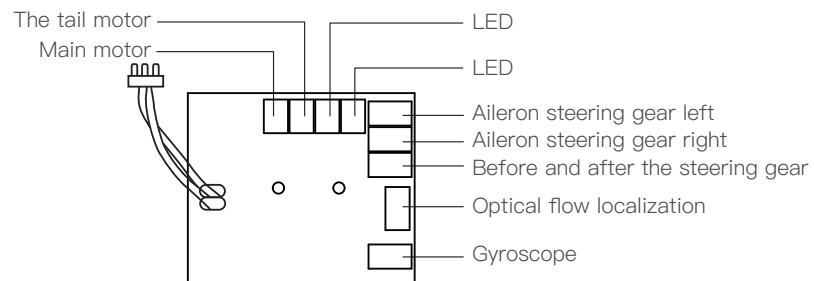 The tail motor
Main motor
LED
LED
Aileron steering gear left
Aileron steering gear right
Before and after the steering gear
Optical flow localization
Gyroscope